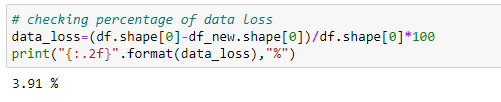 # checking percentage of data loss
data_loss=(df.shape[0]-df_new.shape[0])/df.shape[0]*100
print("{:.2f}".format(data_loss),"%")
3.91 %